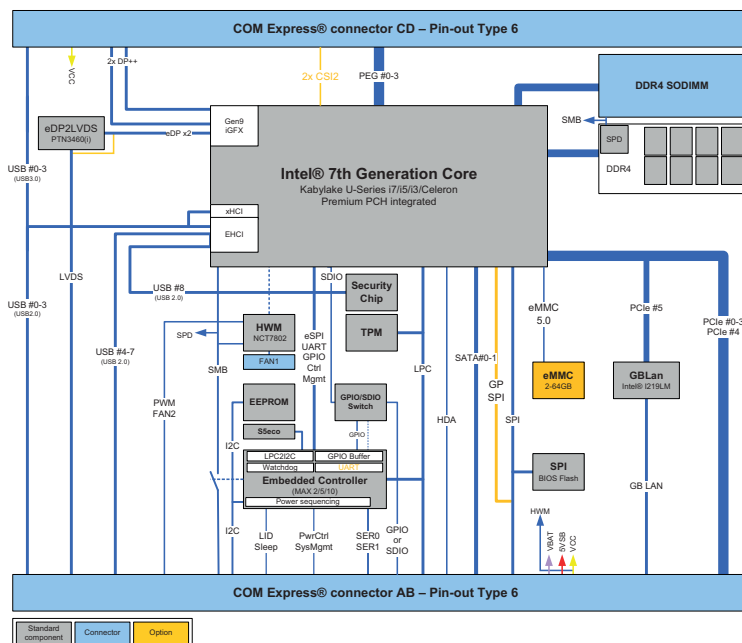 COM Express® connector CD – Pin-out Type 6
2x DP++
VCC
2x CSI2
PEG #0-3
DDR4 SODIMM
eDP2LVDS
PTN3460(i)
eDP x2
Gen9
iGFX
SMB
SPD
DDR4
USB #0-3
(USB3.0)
Intel® 7th Generation Core
Kabylake U-Series i7/i5/i3/Celeron
Premium PCH integrated
xHCI
EHCI
LVDS
USB #8
(USB 2.0)
SDIO
Security
Chip
eMMC
5.0
PCIe #5
PCIe #0-3
PCIe #4
USB #0-3
(USB2.0)
USB #4-7
(USB 2.0)
SPD
HWM
NCT7802
FAN1
TPM
eSPI
UART
GPIO
Ctrl
Mgmt
LPC
SATA#0-1
GP
SPI
eMMC
2-64GB
GBLan
Intel® I219LM
PWM
FAN2
SMB
EEPROM
GPIO/SDIO
Switch
HDA
SPI
S5eco
GPIO
I2C
LPC2I2C
GPIO Buffer
Watchdog
UART
Embedded Controller
(MAX 2/5/10)
Power sequencing
SPI
BIOS Flash
GB LAN
I2C
LID
Sleep
PwrCtrl
SysMgmt
SER0
SER1
GPIO
or
SDIO
HWM
VBAT
5VSB
VCC
COM Express® connector AB – Pin-out Type 6
Standard
component
Connector
Option